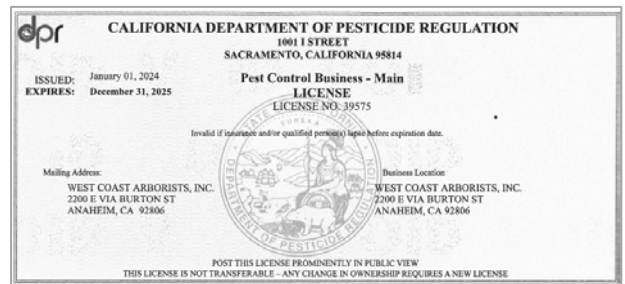 dpr
CALIFORNIA DEPARTMENT OF PESTICIDE REGULATION
1001 I STREET
SACRAMENTO, CALIFORNIA 95814
ISSUED: January 01, 2024
EXPIRES: December 31, 2025
Pest Control Business - Main
LICENSE
LICENSE NO. 39575
Invalid if insurance and/or qualified person(s) lapse before expiration date.
Mailing Address:
WEST COAST ARBORISTS, INC.
2200 E VIA BURTON ST
ANAHEIM, CA 92806
Business Location
WEST COAST ARBORISTS, INC.
2200 E VIA BURTON ST
ANAHEIM, CA 92806
EUREKA
DEPARTMENT OF PESTICIDE
POST THIS LICENSE PROMINENTLY IN PUBLIC VIEW
THIS LICENSE IS NOT TRANSFERABLE – ANY CHANGE IN OWNERSHIP REQUIRES A NEW LICENSE